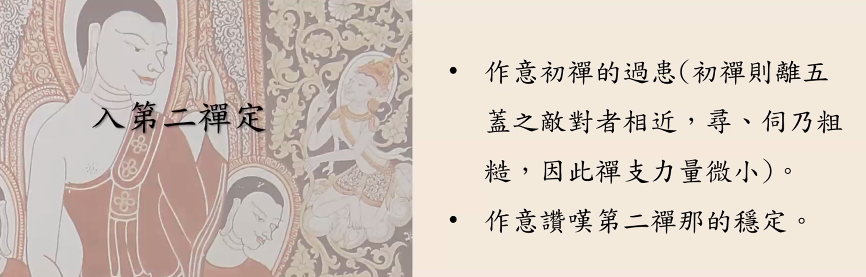 入第二禪定
• 作意初禪的過患(初禪則離五
蓋之敵對者相近，尋、伺乃粗
糙，因此禪支力量微小)。
• 作意讚嘆第二禪那的穩定。